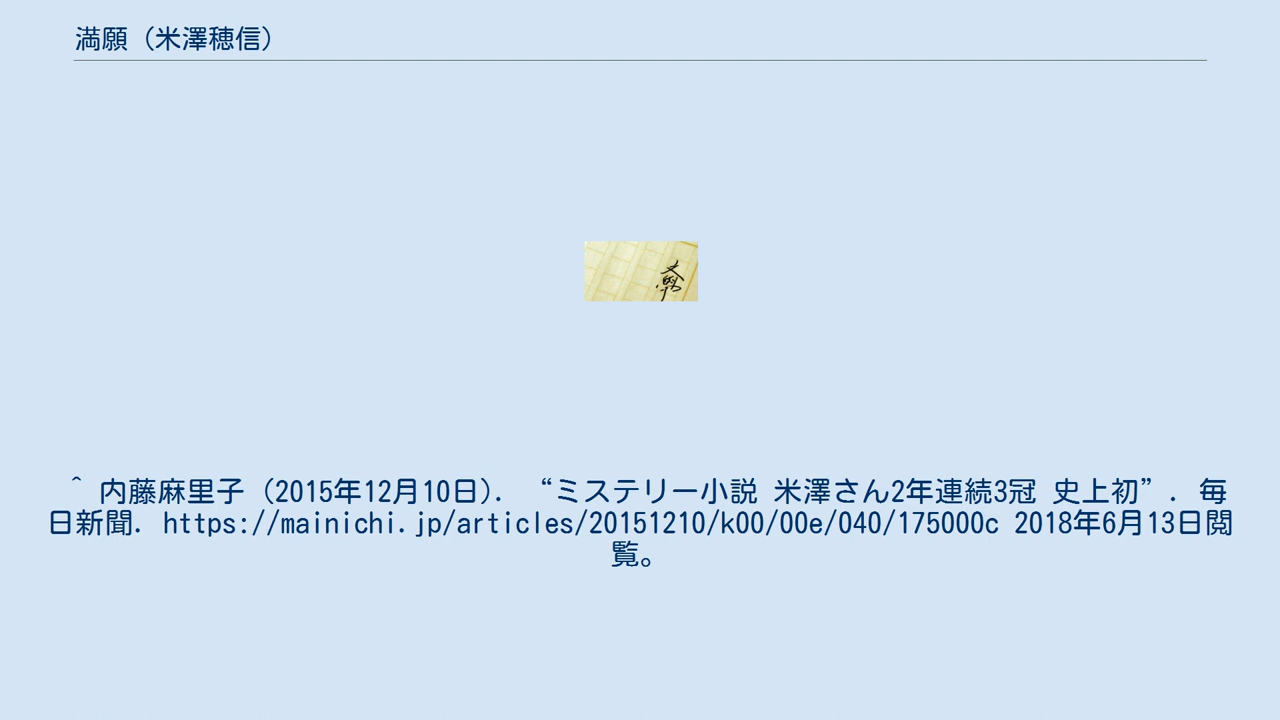 満願（米澤穂信）
^ 内藤麻里子 (2015年12月10日). “ミステリー小説 米澤さん2年連続3冠 史上初”. 毎
日新聞. https://mainichi.jp/articles/20151210/k00/00e/040/175000c 2018年6月13日閲
覧。